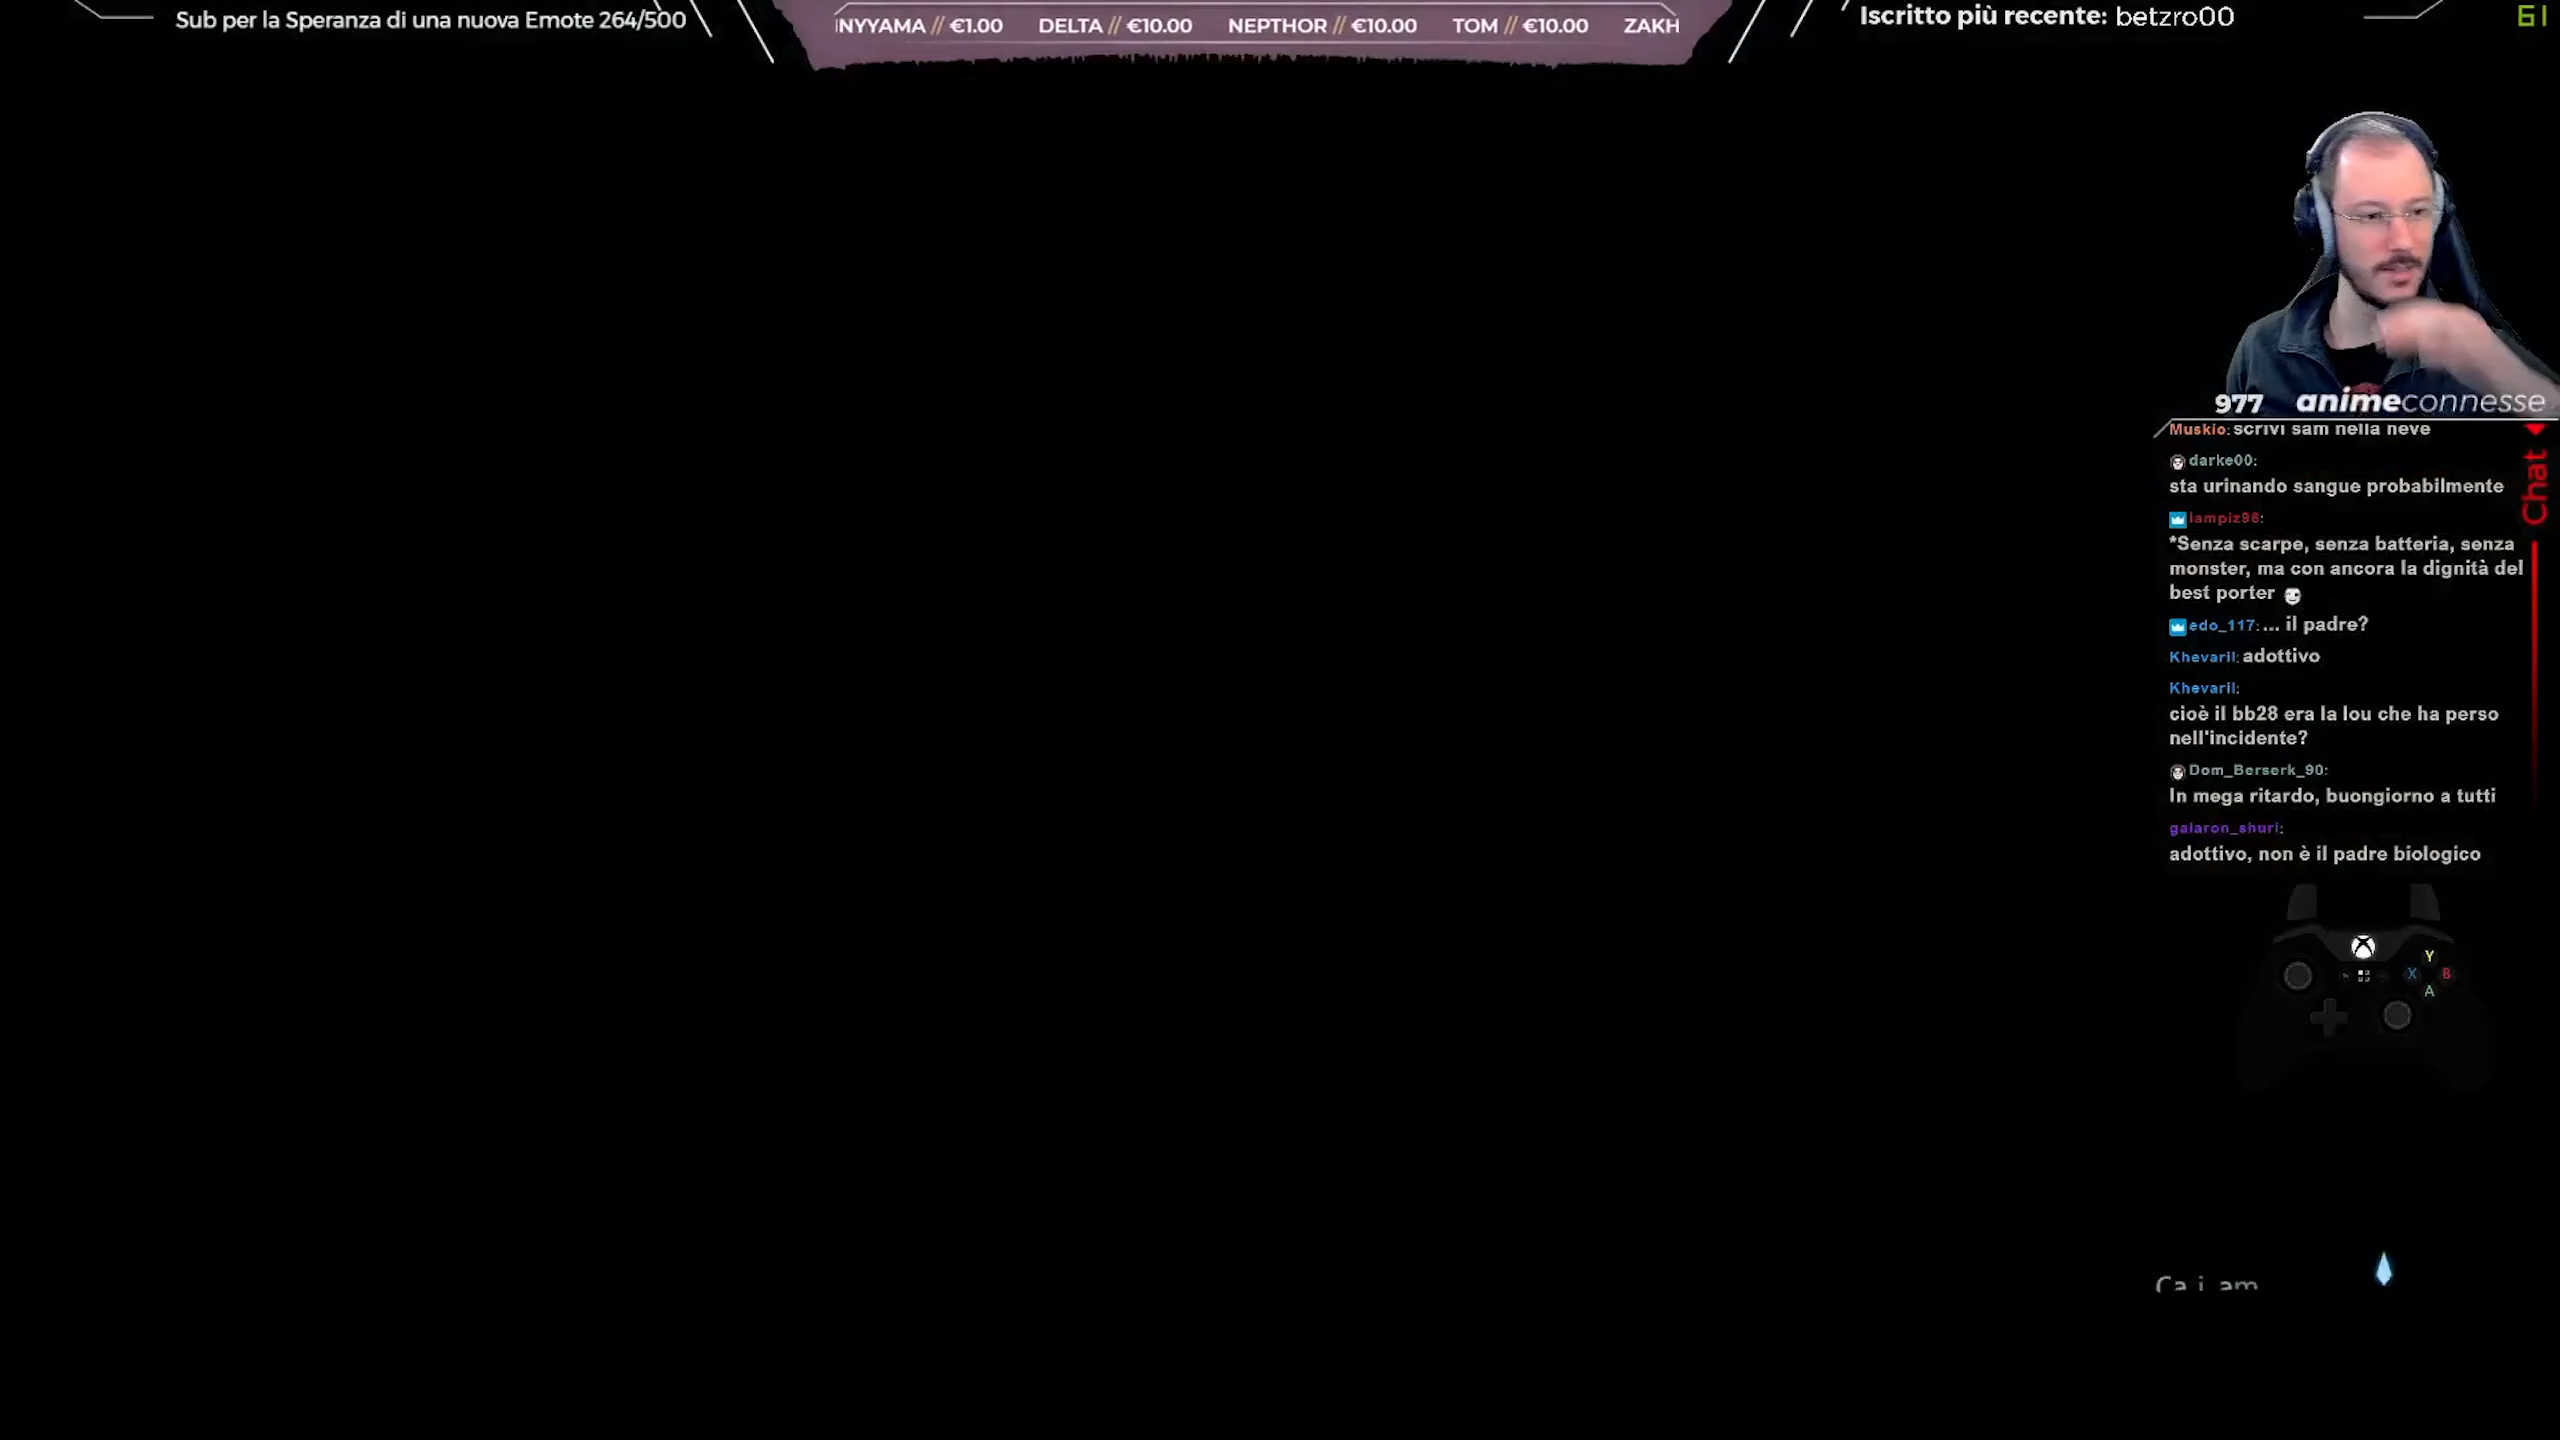 Sub per la Speranza di una nuova Emote 264/500
NYYAMA // €1.00 DELTA // €10.00 NEPTHOR // €10.00 TOM // €10.00 ZAKH
Iscritto più recente: betzro00
61
977 animeconnesse
Chat
Muskio: scrivi sam nella neve
darke00:
sta urinando sangue probabilmente
lampiz96:
*Senza scarpe, senza batteria, senza
monster, ma con ancora la dignità del
best porter
edo_117: ... il padre?
Khevaril: adottivo
Khevaril:
cioè il bb28 era la lou che ha perso
nell'incidente?
Dom_Berserk_90:
In mega ritardo, buongiorno a tutti
galaron_shuri:
adottivo, non è il padre biologico
Y
X B
A